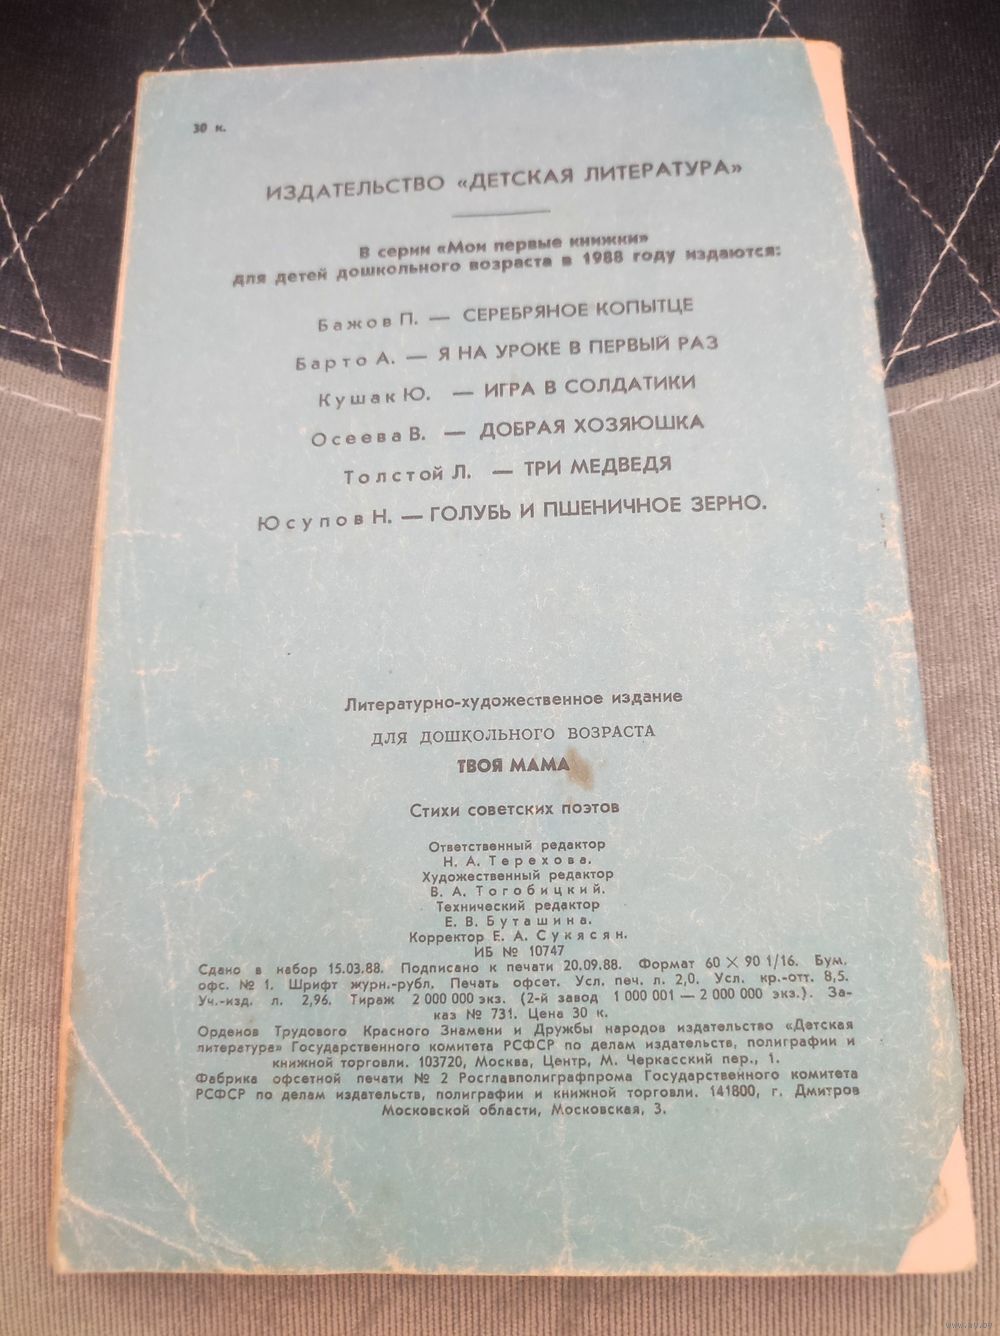 30 к.
ИЗДАТЕЛЬСТВО «ДЕТСКАЯ ЛИТЕРАТУРА»
В серии «Мои первые книжки»
для детей дошкольного возраста в 1988 году издаются:
Бажов П. — СЕРЕБРЯНОЕ КОПЫТЦЕ
Барто А. — Я НА УРОКЕ В ПЕРВЫЙ РАЗ
Кушак Ю. — ИГРА В СОЛДАТИКИ
Осеева В. — ДОБРАЯ ХОЗЯЮШКА
Толстой Л. — ТРИ МЕДВЕДЯ
Юсупов Н. — ГОЛУБЬ И ПШЕНИЧНОЕ ЗЕРНО.
Литературно-художественное издание
ДЛЯ ДОШКОЛЬНОГО ВОЗРАСТА
ТВОЯ МАМА
Стихи советских поэтов
Ответственный редактор
Н. А. Терехова.
Художественный редактор
В. А. Тогобицкий.
Технический редактор
Е. В. Буташина.
Корректор Е. А. Сукясян.
ИБ № 10747
Сдано в набор 15.03.88. Подписано к печати 20.09.88. Формат 60 × 90 1/16. Бум.
офс. № 1. Шрифт журн.-рубл. Печать офсет. Усл. печ. л. 2,0. Усл. кр.-отт. 8,5.
Уч.-изд. л. 2,96. Тираж 2 000 000 экз. (2-й завод 1 000 001 — 2 000 000 экз.). За-
каз № 731. Цена 30 к.
Орденов Трудового Красного Знамени и Дружбы народов издательство «Детская
литература» Государственного комитета РСФСР по делам издательств, полиграфии и
книжной торговли. 103720, Москва, Центр, М. Черкасский пер., 1.
Фабрика офсетной печати № 2 Росглавполиграфпрома Государственного комитета
РСФСР по делам издательств, полиграфии и книжной торговли. 141800, г. Дмитров
Московской области, Московская, 3.
www.ay.by